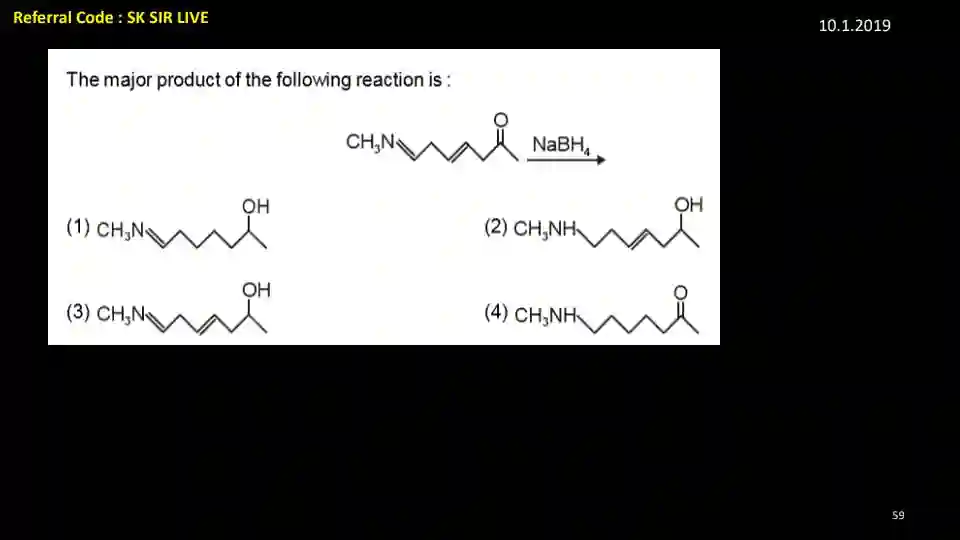 Referral Code : SK SIR LIVE
10.1.2019
The major product of the following reaction is :
O
CH₃N NaBH₄
OH
(1) CH₃N
OH
(2) CH₃NH
OH
(3) CH₃N
O
(4) CH₃NH
59